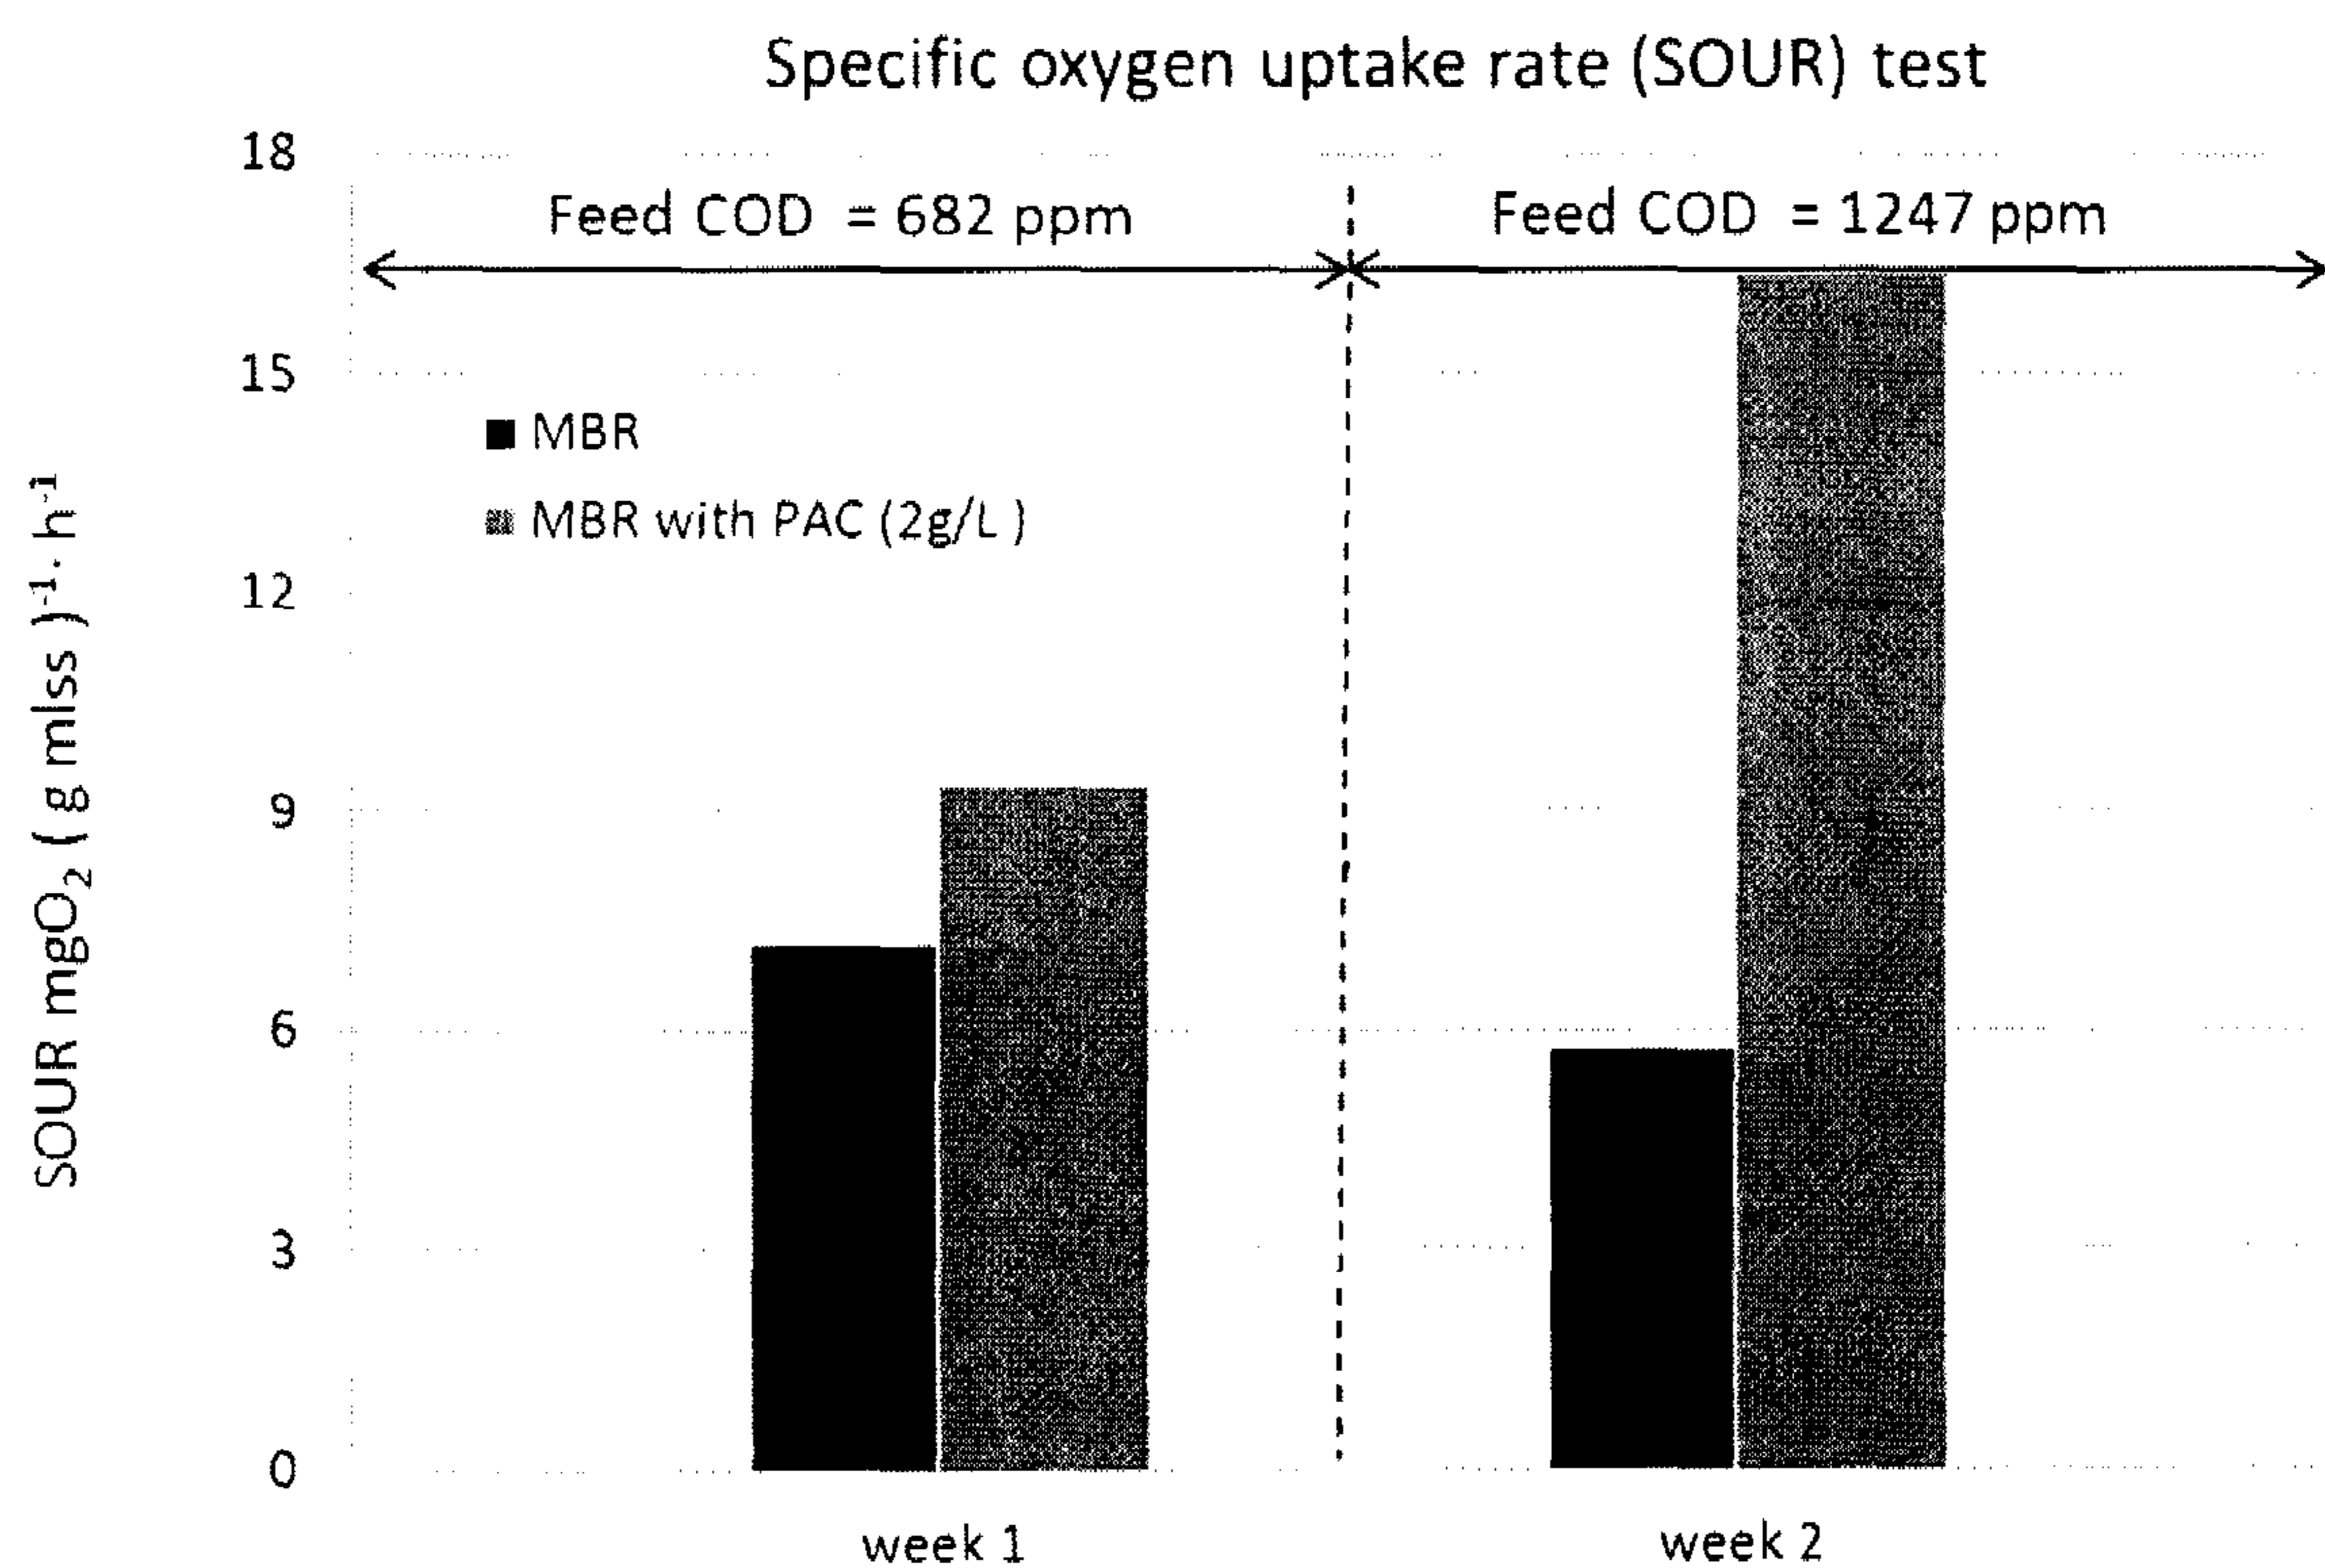 Specific oxygen uptake rate (SOUR) test
18
Feed COD = 682 ppm
Feed COD = 1247 ppm
15
MBR
MBR with PAC (2g/L )
12
9
6
3
0
SOUR mgO₂ ( g mlss )⁻¹· h⁻¹
week 1
week 2